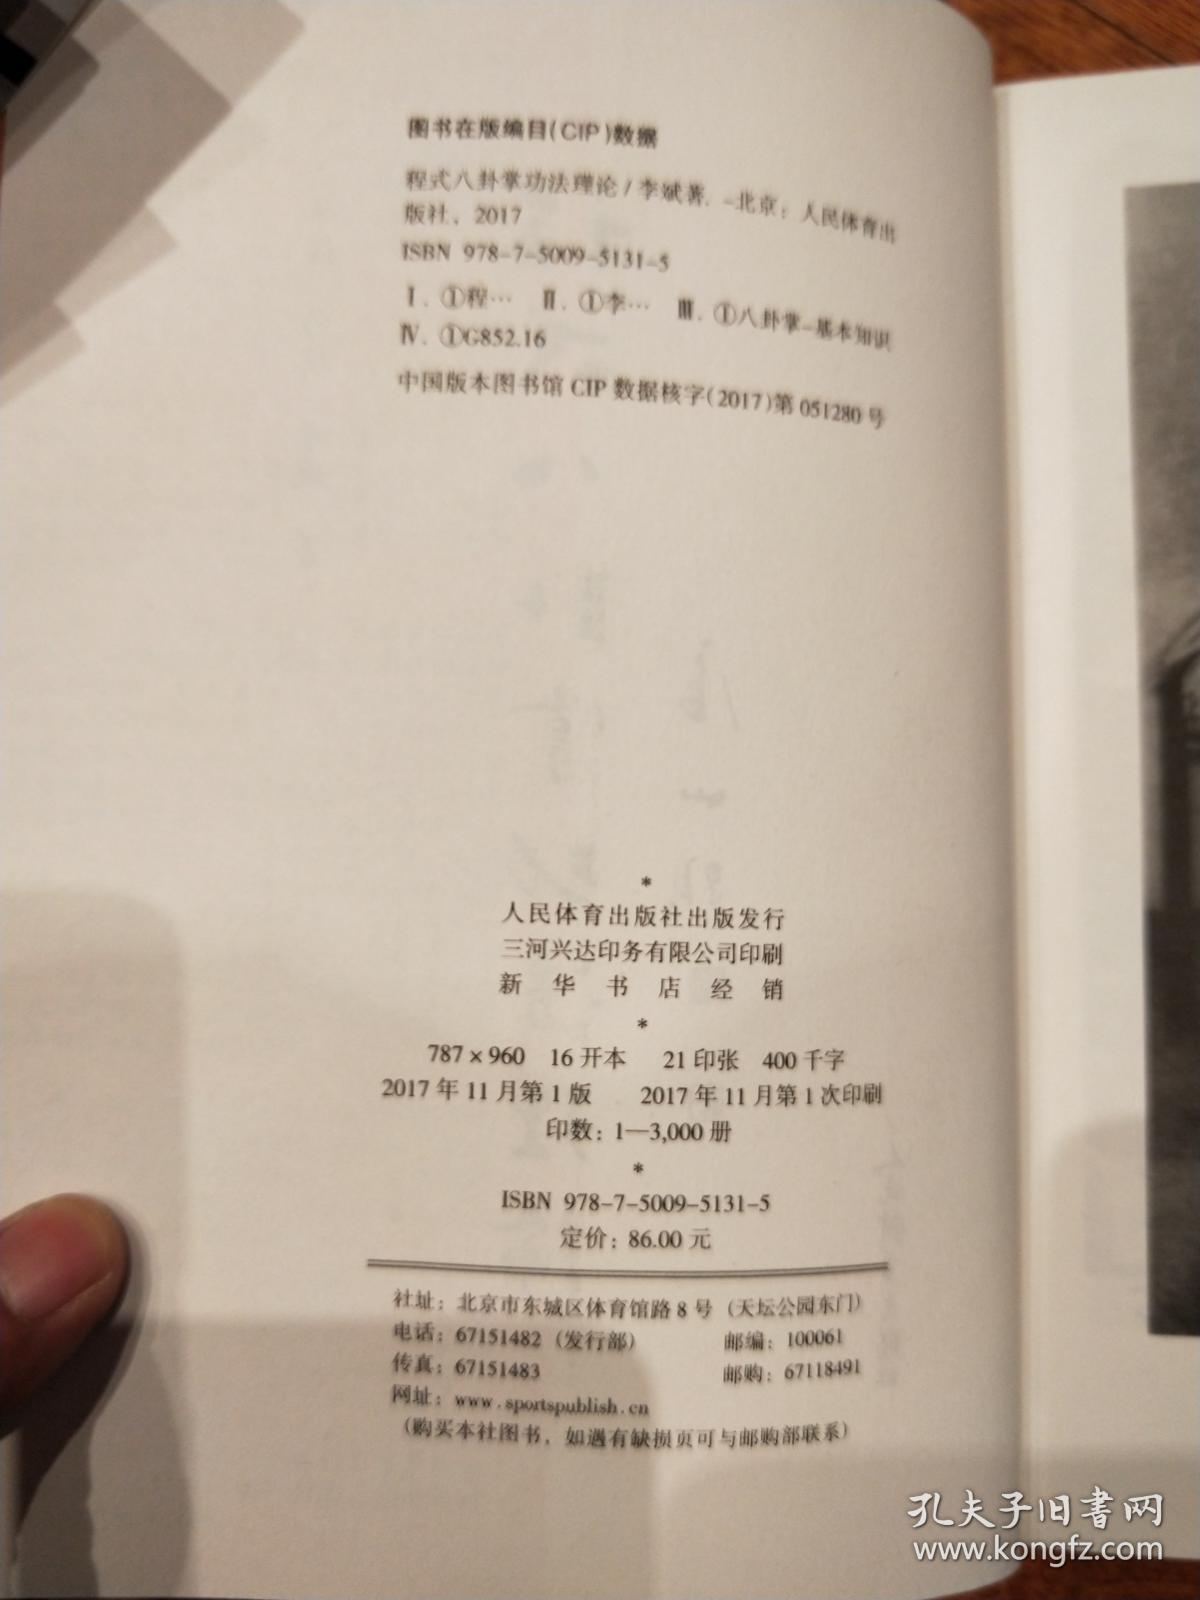 图书在版编目(CIP)数据
程式八卦掌功法理论/李斌著. -北京: 人民体育出
版社, 2017
ISBN 978-7-5009-5131-5
Ⅰ. ①程… Ⅱ. ①李… Ⅲ. ①八卦掌-基本知识
Ⅳ. ①G852.16
中国版本图书馆 CIP 数据核字(2017)第 051280 号
*
人民体育出版社出版发行
三河兴达印务有限公司印刷
新 华 书 店 经 销
*
787×960 16 开本 21 印张 400 千字
2017 年 11 月第 1 版 2017 年 11 月第 1 次印刷
印数: 1—3,000 册
*
ISBN 978-7-5009-5131-5
定价: 86.00 元
社址: 北京市东城区体育馆路 8 号 (天坛公园东门)
电话: 67151482 (发行部) 邮编: 100061
传真: 67151483 邮购: 67118491
网址: www.sportspublish.cn
(购买本社图书, 如遇有缺损页可与邮购部联系)
孔夫子旧书网
www.kongfz.com